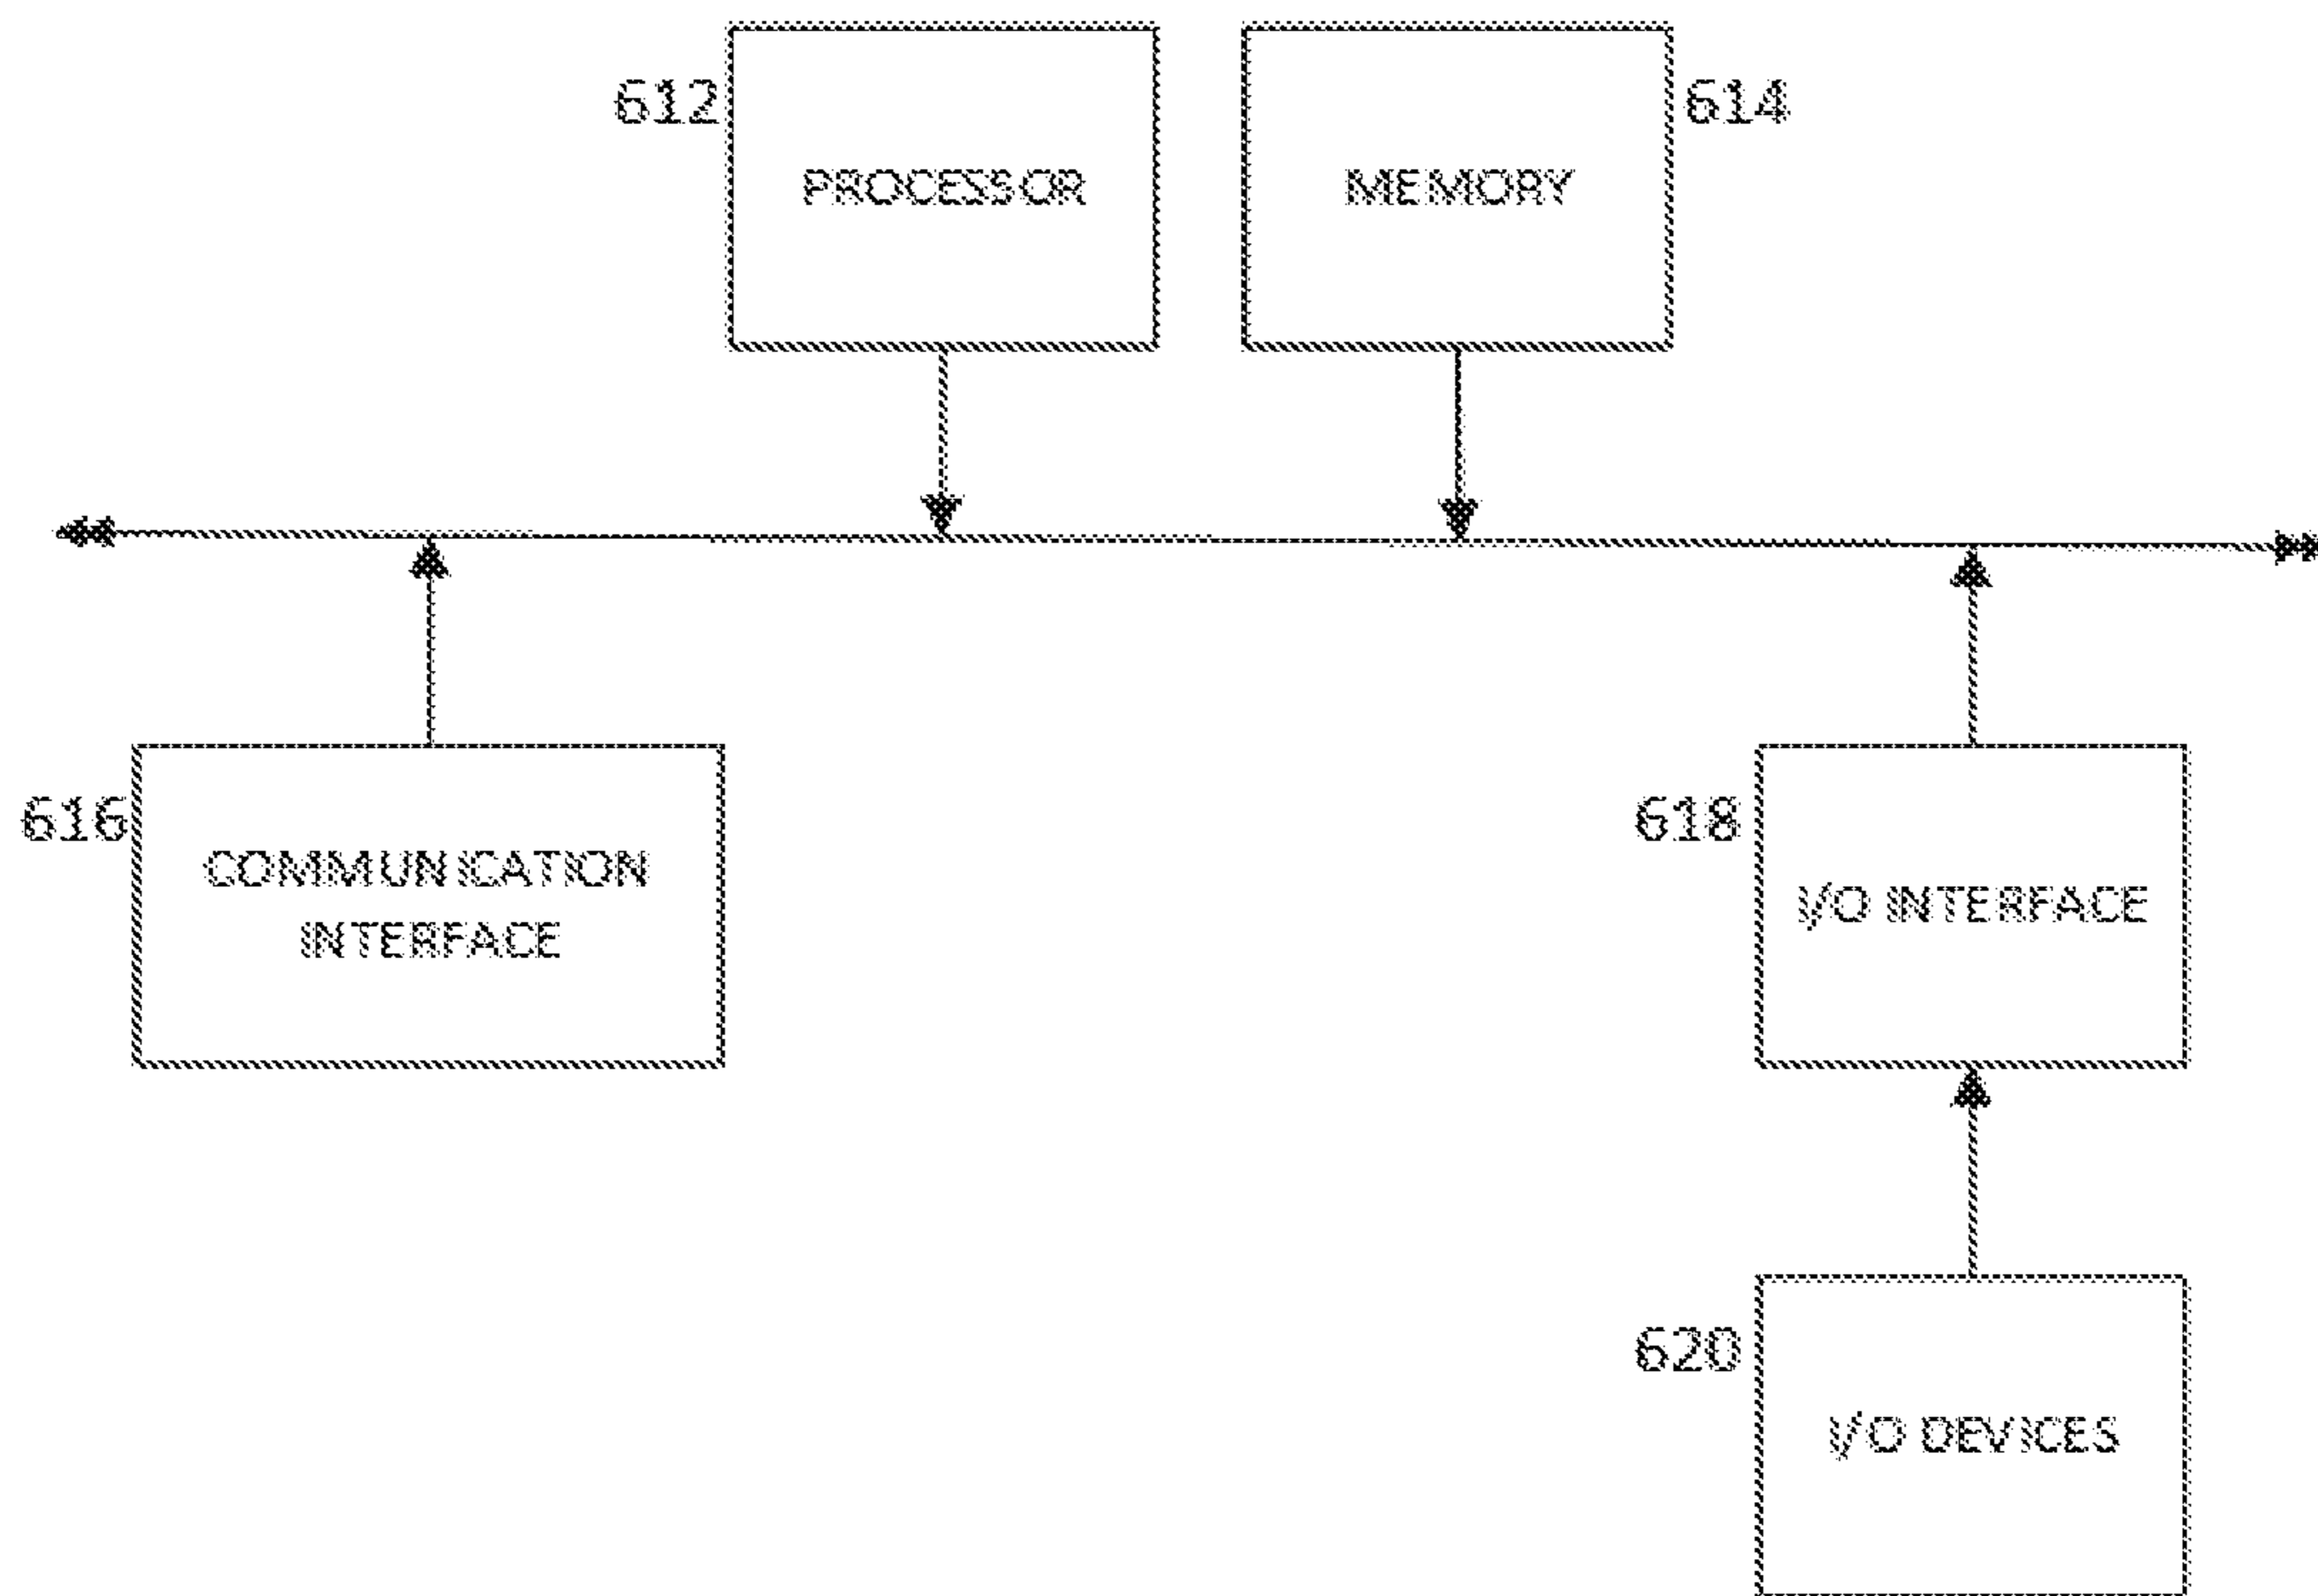 612
PROCESSOR
614
MEMORY
616
COMMUNICATION
INTERFACE
618
I/O INTERFACE
620
I/O DEVICES